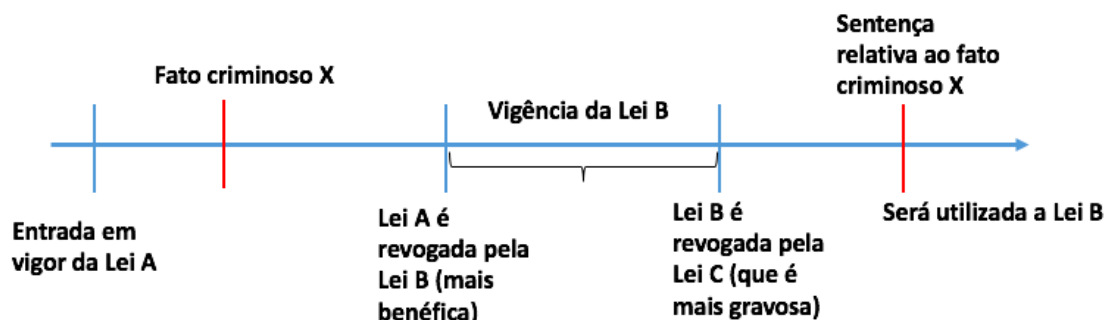 Fato criminoso X
Vigência da Lei B
Sentença
relativa ao fato
criminoso X
Entrada em
vigor da Lei A
Lei A é
revogada pela
Lei B (mais
benéfica)
Lei B é
revogada pela
Lei C (que é
mais gravosa)
Será utilizada a Lei B